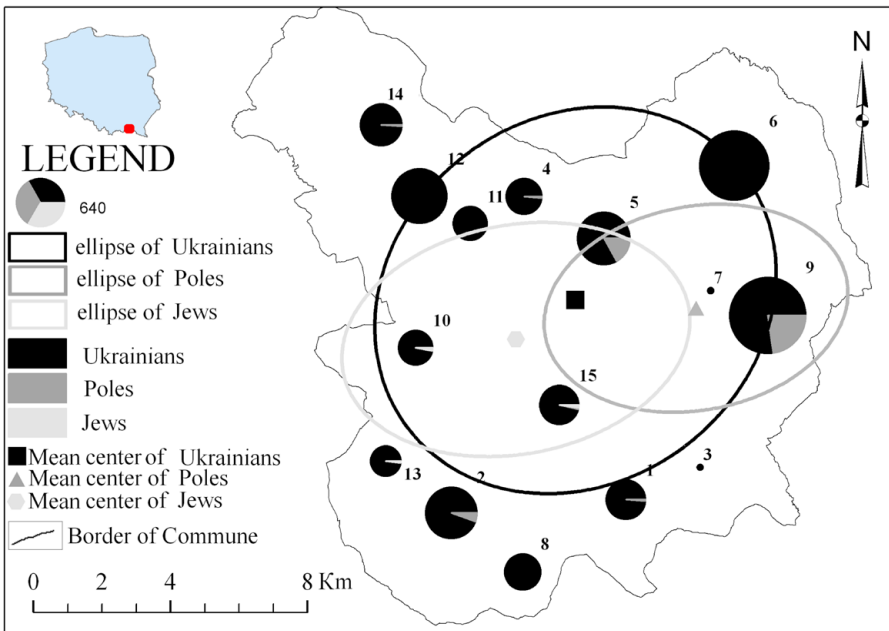 N
14
6
12
4
LEGEND
11
5
640
ellipse of Ukrainians
7
9
ellipse of Poles
ellipse of Jews
10
Ukrainians
15
Poles
Jews
Mean center of Ukrainians
3
13
2
1
Mean center of Poles
Mean center of Jews
Border of Commune
8
0 2 4 8 Km